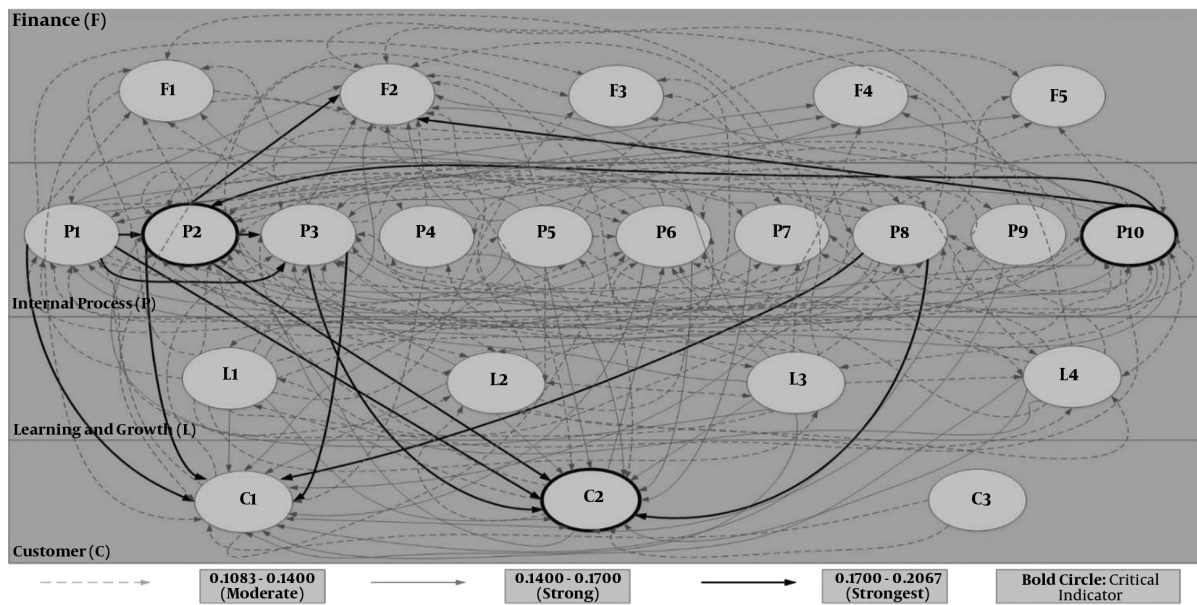 Finance (F)
F1
F2
F3
F4
F5
P1
P2
P3
P4
P5
P6
P7
P8
P9
P10
Internal Process (P)
L1
L2
L3
L4
Learning and Growth (L)
C1
C2
C3
Customer (C)
0.1083 - 0.1400
(Moderate)
0.1400 - 0.1700
(Strong)
0.1700 - 0.2067
(Strongest)
Bold Circle: Critical
Indicator